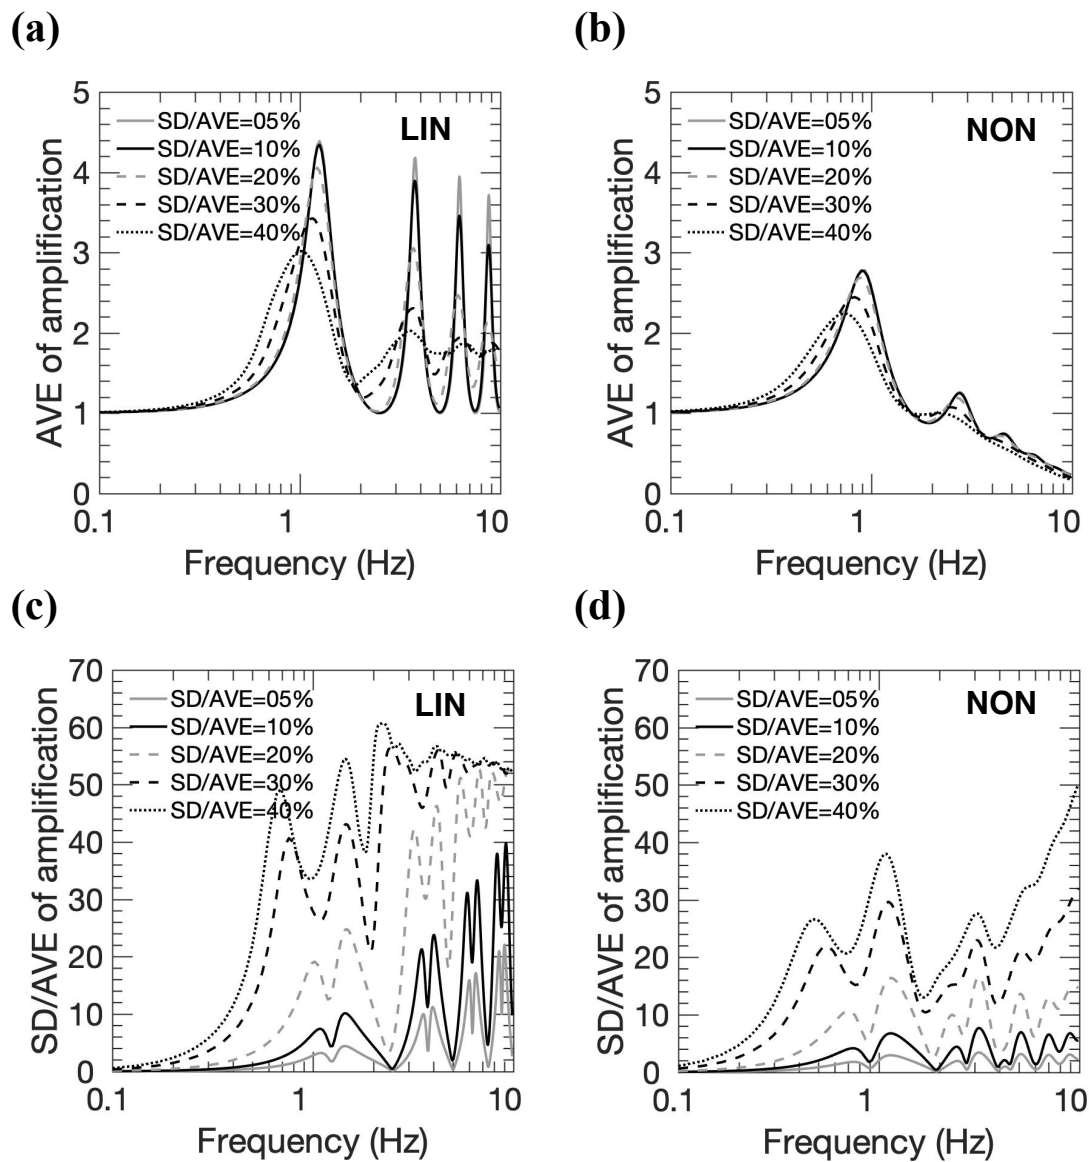 (a)
(b)
5
4
3
2
1
0
AVE of amplification
SD/AVE=05%
SD/AVE=10%
SD/AVE=20%
SD/AVE=30%
SD/AVE=40%
LIN
0.1
1
10
Frequency (Hz)
5
4
3
2
1
0
AVE of amplification
SD/AVE=05%
SD/AVE=10%
SD/AVE=20%
SD/AVE=30%
SD/AVE=40%
NON
0.1
1
10
Frequency (Hz)
(c)
(d)
70
60
50
40
30
20
10
0
SD/AVE of amplification
SD/AVE=05%
SD/AVE=10%
SD/AVE=20%
SD/AVE=30%
SD/AVE=40%
LIN
0.1
1
10
Frequency (Hz)
70
60
50
40
30
20
10
0
SD/AVE of amplification
SD/AVE=05%
SD/AVE=10%
SD/AVE=20%
SD/AVE=30%
SD/AVE=40%
NON
0.1
1
10
Frequency (Hz)